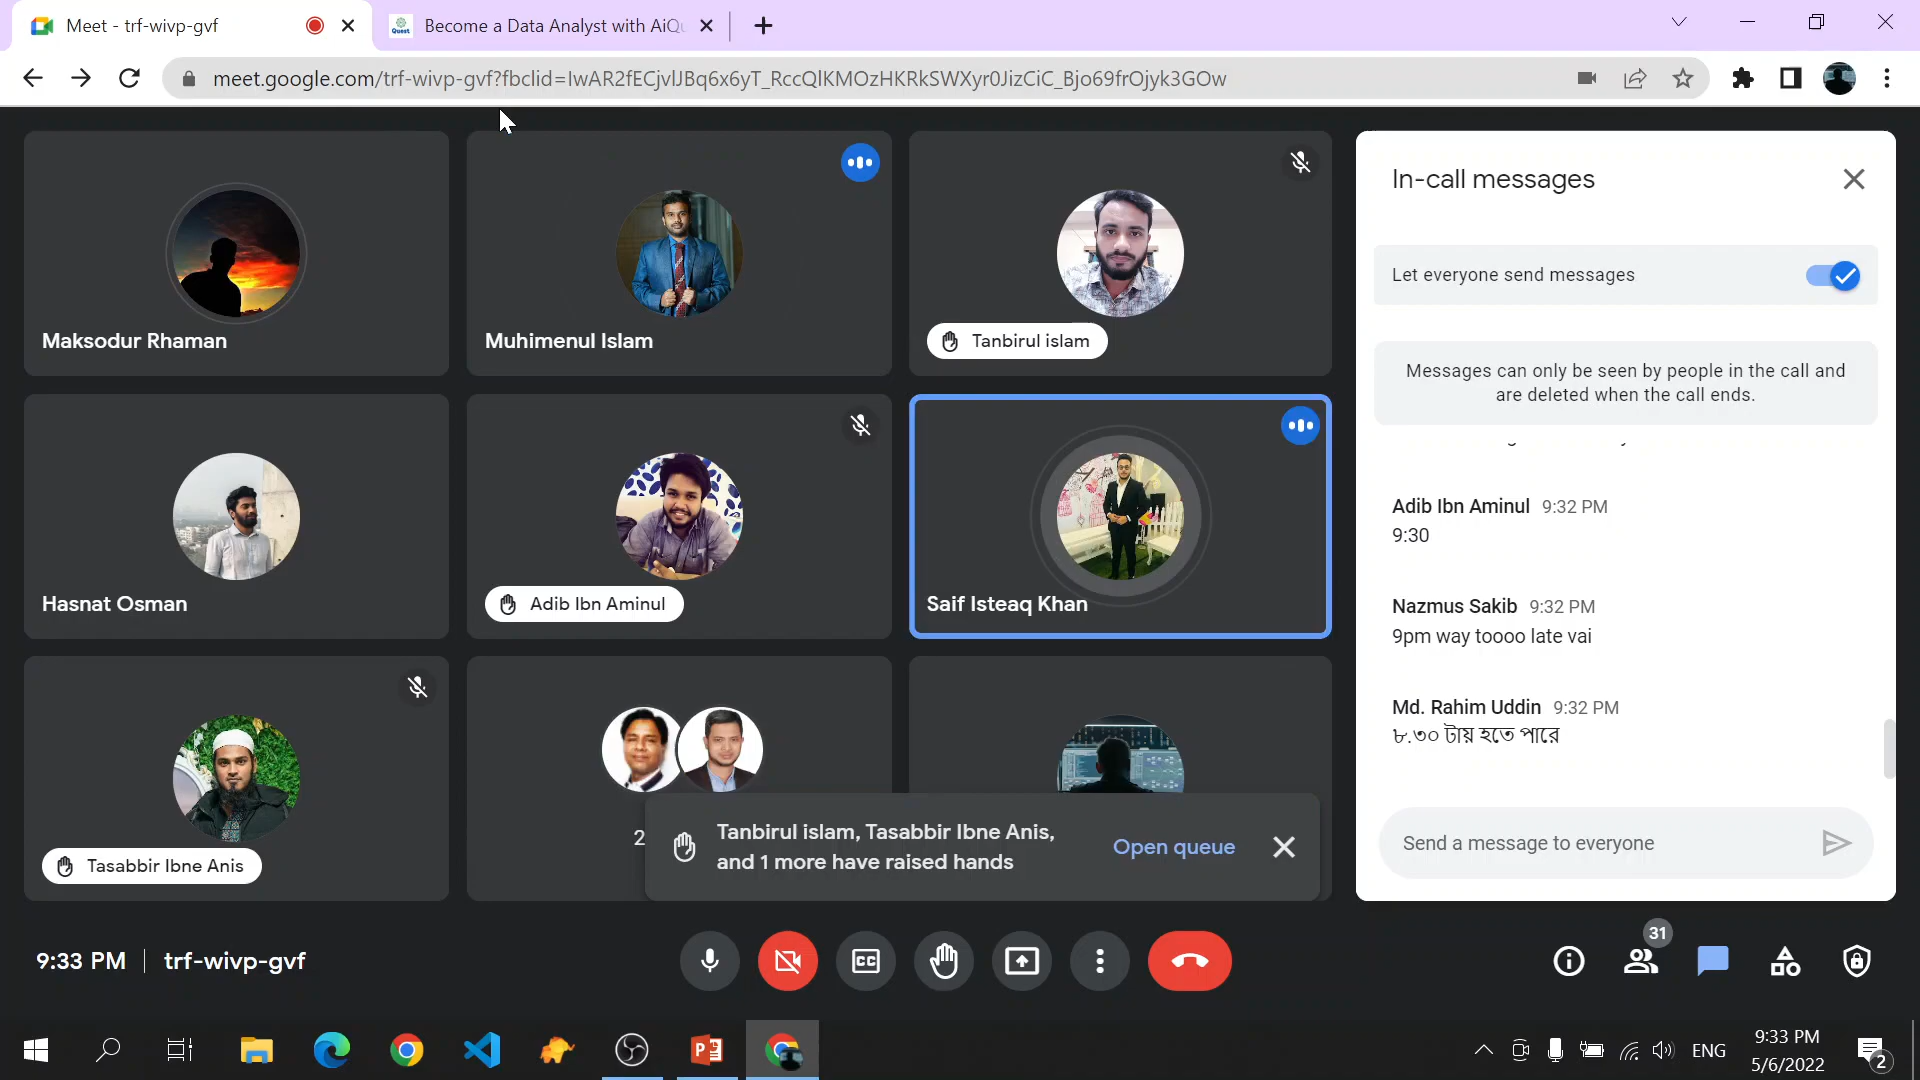 Meet - trf-wivp-gvf
Quest
Become a Data Analyst with AiQu
meet.google.com/trf-wivp-gvf?fbclid=IwAR2fECjvlJBq6x6yT_RccQlKMOzHKRkSWXyr0JizCiC_Bjo69frOjyk3GOw
Maksodur Rhaman
Muhimenul Islam
Tanbirul islam
Hasnat Osman
Adib Ibn Aminul
Saif Isteaq Khan
Tasabbir Ibne Anis
2
Tanbirul islam, Tasabbir Ibne Anis,
and 1 more have raised hands
Open queue
In-call messages
Let everyone send messages
Messages can only be seen by people in the call and
are deleted when the call ends.
Adib Ibn Aminul 9:32 PM
9:30
Nazmus Sakib 9:32 PM
9pm way toooo late vai
Md. Rahim Uddin 9:32 PM
৮.৩০ টায় হতে পারে
Send a message to everyone
9:33 PM
trf-wivp-gvf
CC
31
ENG
9:33 PM
5/6/2022
2